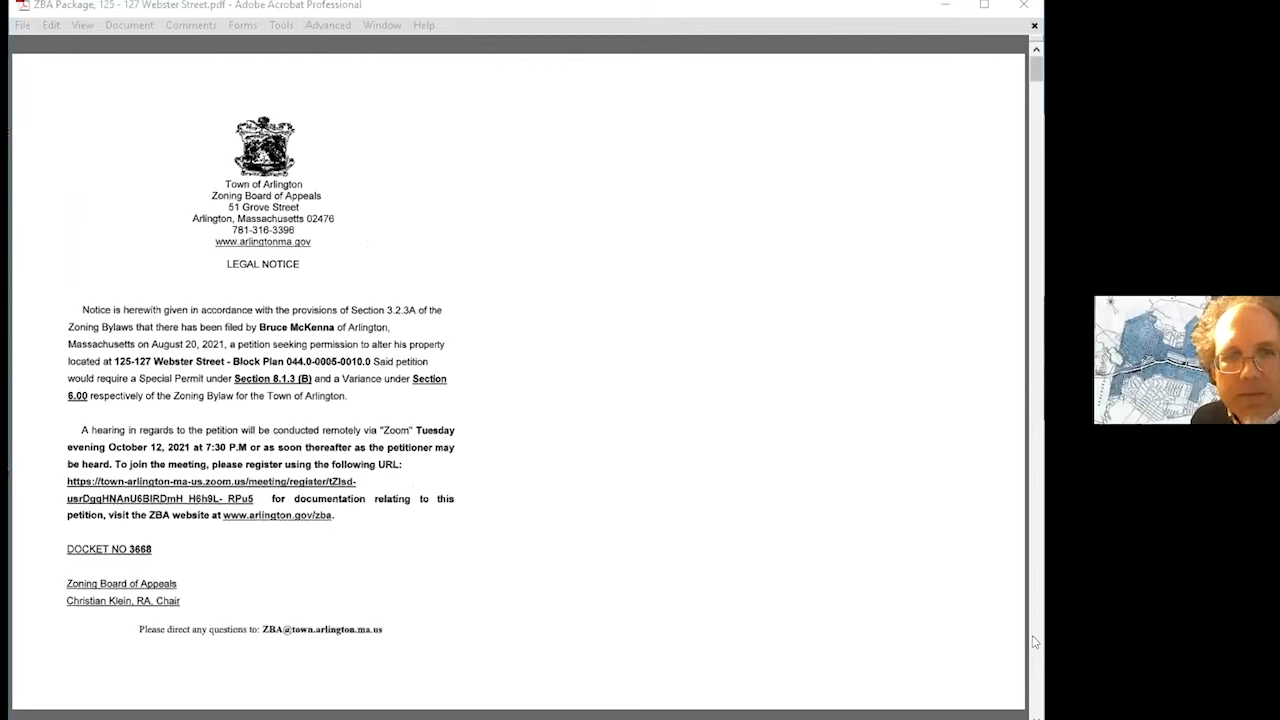 ZBA Package, 125 - 127 Webster Street.pdf - Adobe Acrobat Professional
File Edit View Document Comments Forms Tools Advanced Window Help
Town of Arlington
Zoning Board of Appeals
51 Grove Street
Arlington, Massachusetts 02476
781-316-3396
www.arlingtonma.gov
LEGAL NOTICE
Notice is herewith given in accordance with the provisions of Section 3.2.3A of the
Zoning Bylaws that there has been filed by Bruce McKenna of Arlington,
Massachusetts on August 20, 2021, a petition seeking permission to alter his property
located at 125-127 Webster Street - Block Plan 044.0-0005-0010.0 Said petition
would require a Special Permit under Section 8.1.3 (B) and a Variance under Section
6.00 respectively of the Zoning Bylaw for the Town of Arlington.
A hearing in regards to the petition will be conducted remotely via "Zoom" Tuesday
evening October 12, 2021 at 7:30 P.M or as soon thereafter as the petitioner may
be heard. To join the meeting, please register using the following URL:
https://town-arlington-ma-us.zoom.us/meeting/register/
for documentation relating to this
petition, visit the ZBA website at www.arlington.gov/zba.
DOCKET NO 3668
Zoning Board of Appeals
Christian Klein, RA, Chair
Please direct any questions to: ZBA@town.arlington.ma.us